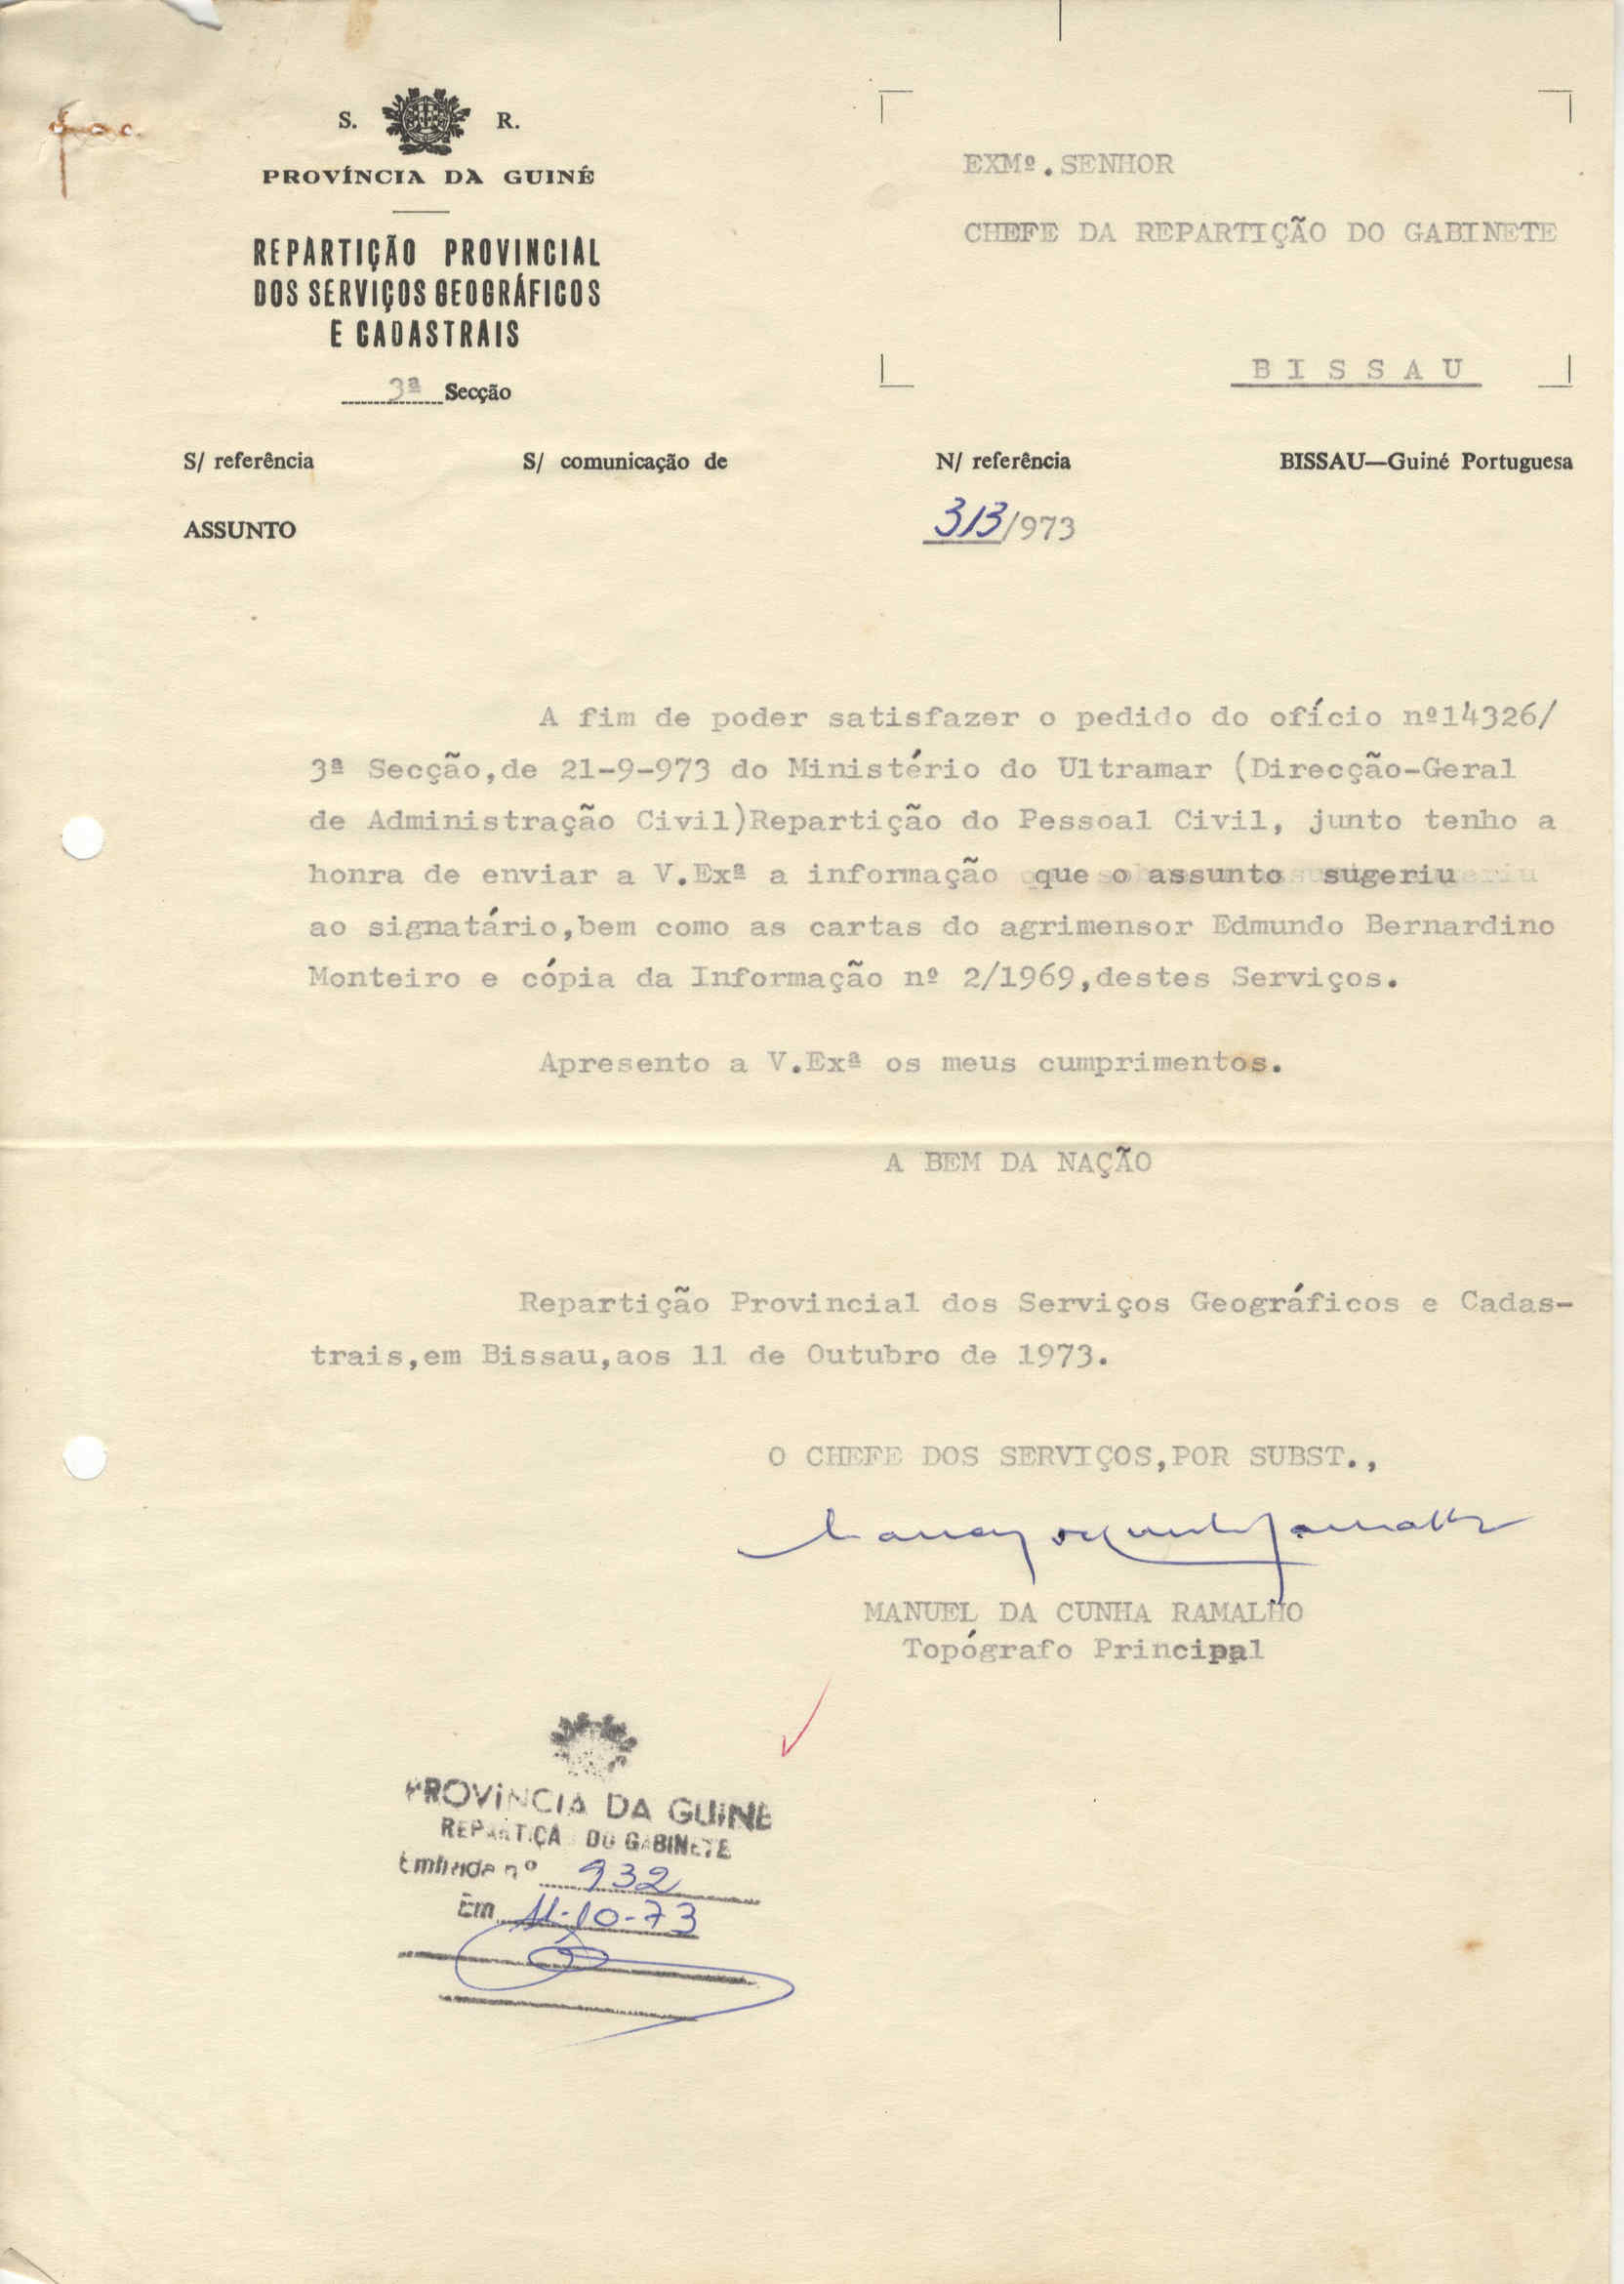 S. R.
PROVÍNCIA DA GUINÉ
REPARTIÇÃO PROVINCIAL
DOS SERVIÇOS GEOGRÁFICOS
E CADASTRAIS
3ª Secção
EXMº. SENHOR
CHEFE DA REPARTIÇÃO DO GABINETE
B I S S A U
S/ referência S/ comunicação de N/ referência BISSAU—Guiné Portuguesa
ASSUNTO 313/973
A fim de poder satisfazer o pedido do ofício nº14326/
3ª Secção,de 21-9-973 do Ministério do Ultramar (Direcção-Geral
de Administração Civil)Repartição do Pessoal Civil, junto tenho a
honra de enviar a V.Exª a informação que o assunto sugeriu
ao signatário,bem como as cartas do agrimensor Edmundo Bernardino
Monteiro e cópia da Informação nº 2/1969,destes Serviços.
Apresento a V.Exª os meus cumprimentos.
A BEM DA NAÇÃO
Repartição Provincial dos Serviços Geográficos e Cadas-
trais,em Bissau,aos 11 de Outubro de 1973.
O CHEFE DOS SERVIÇOS,POR SUBST.,
MANUEL DA CUNHA RAMALHO
Topógrafo Principal
PROVÍNCIA DA GUINÉ
REPARTIÇÃO DO GABINETE
Entrada nº 932
Em 11-10-73